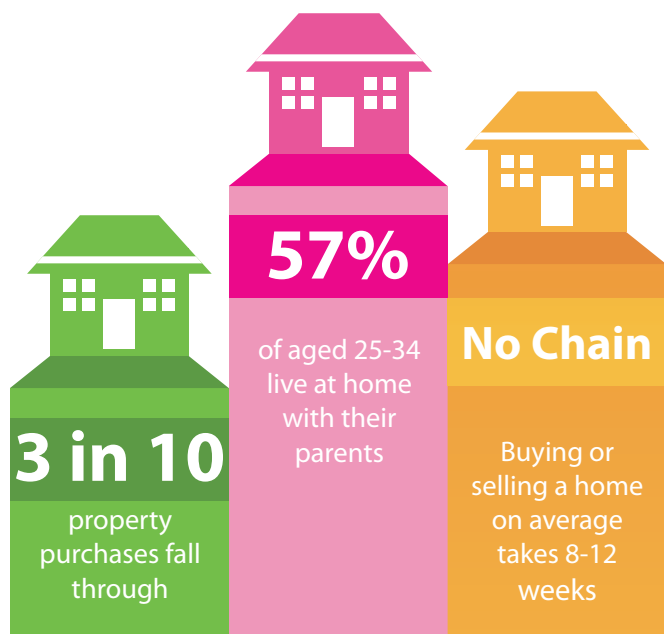 3 in 10
property
purchases fall
through
57%
of aged 25-34
live at home
with their
parents
No Chain
Buying or
selling a home
on average
takes 8-12
weeks